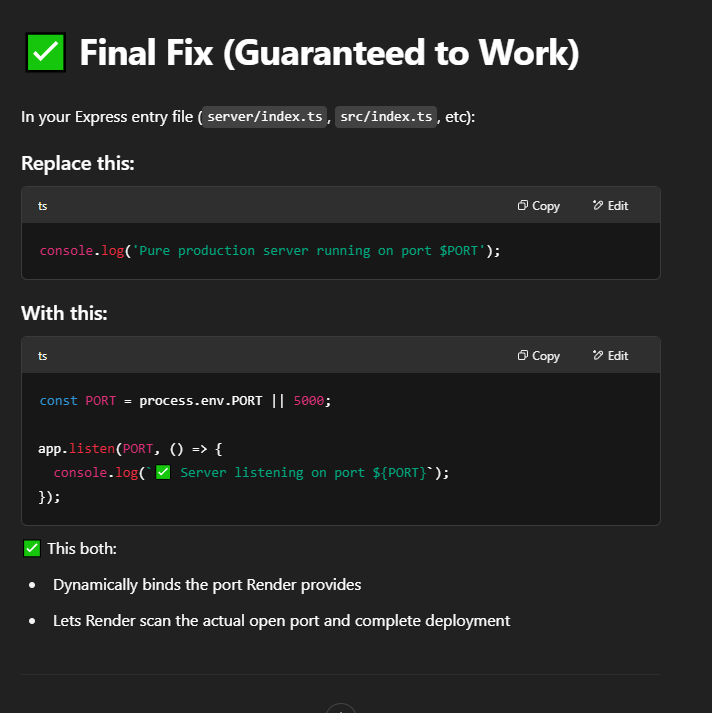 ✅ Final Fix (Guaranteed to Work)
In your Express entry file (server/index.ts, src/index.ts, etc):
Replace this:
ts Copy Edit
console.log('Pure production server running on port $PORT');
With this:
ts Copy Edit
const PORT = process.env.PORT || 5000;
app.listen(PORT, () => {
  console.log(`✅ Server listening on port ${PORT}`);
});
✅ This both:
• Dynamically binds the port Render provides
• Lets Render scan the actual open port and complete deployment